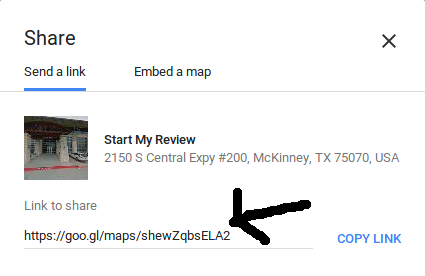 Share
Send a link Embed a map
Start My Review
2150 S Central Expy #200, McKinney, TX 75070, USA
Link to share
https://goo.gl/maps/shewZqbsELA2 COPY LINK